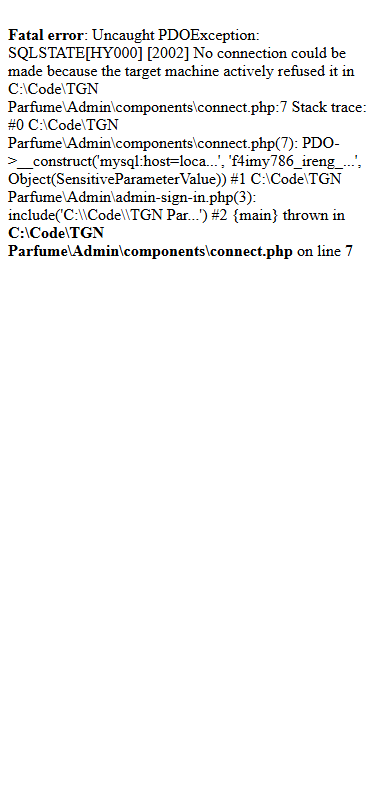 Fatal error: Uncaught PDOException:
SQLSTATE[HY000] [2002] No connection could be
made because the target machine actively refused it in
C:\Code\TGN
Parfume\Admin\components\connect.php:7 Stack trace:
#0 C:\Code\TGN
Parfume\Admin\components\connect.php(7): PDO-
>__construct('mysql:host=loca...', 'f4imy786_ireng_...',
Object(SensitiveParameterValue)) #1 C:\Code\TGN
Parfume\Admin\admin-sign-in.php(3):
include('C:\\Code\\TGN Par...') #2 {main} thrown in
C:\Code\TGN
Parfume\Admin\components\connect.php on line 7